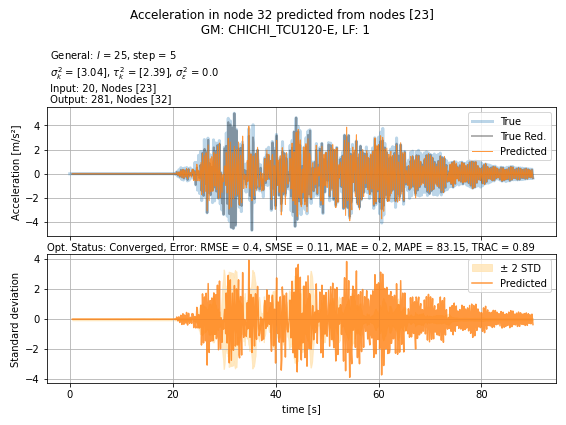 Acceleration in node 32 predicted from nodes [23]
GM: CHICHI_TCU120-E, LF: 1
General: l = 25, step = 5
σ²ₖ = [3.04], τ²ₖ = [2.39], σ²ₑ = 0.0
Input: 20, Nodes [23]
Output: 281, Nodes [32]
Acceleration [m/s²]
4
2
0
−2
−4
True
True Red.
Predicted
Opt. Status: Converged, Error: RMSE = 0.4, SMSE = 0.11, MAE = 0.2, MAPE = 83.15, TRAC = 0.89
Standard deviation
4
2
0
−2
−4
± 2 STD
Predicted
0 20 40 60 80
time [s]